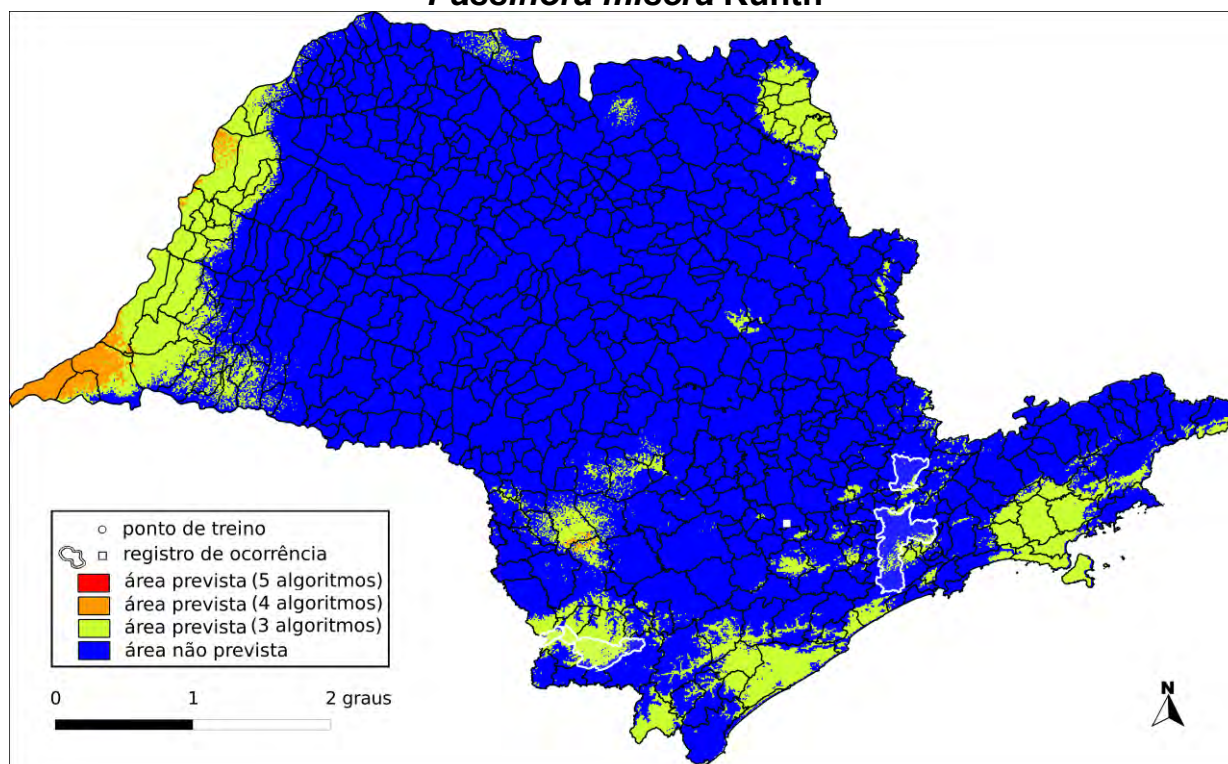 Passiflora misera Kunth
ponto de treino
registro de ocorrência
área prevista (5 algoritmos)
área prevista (4 algoritmos)
área prevista (3 algoritmos)
área não prevista
0 1 2 graus
N